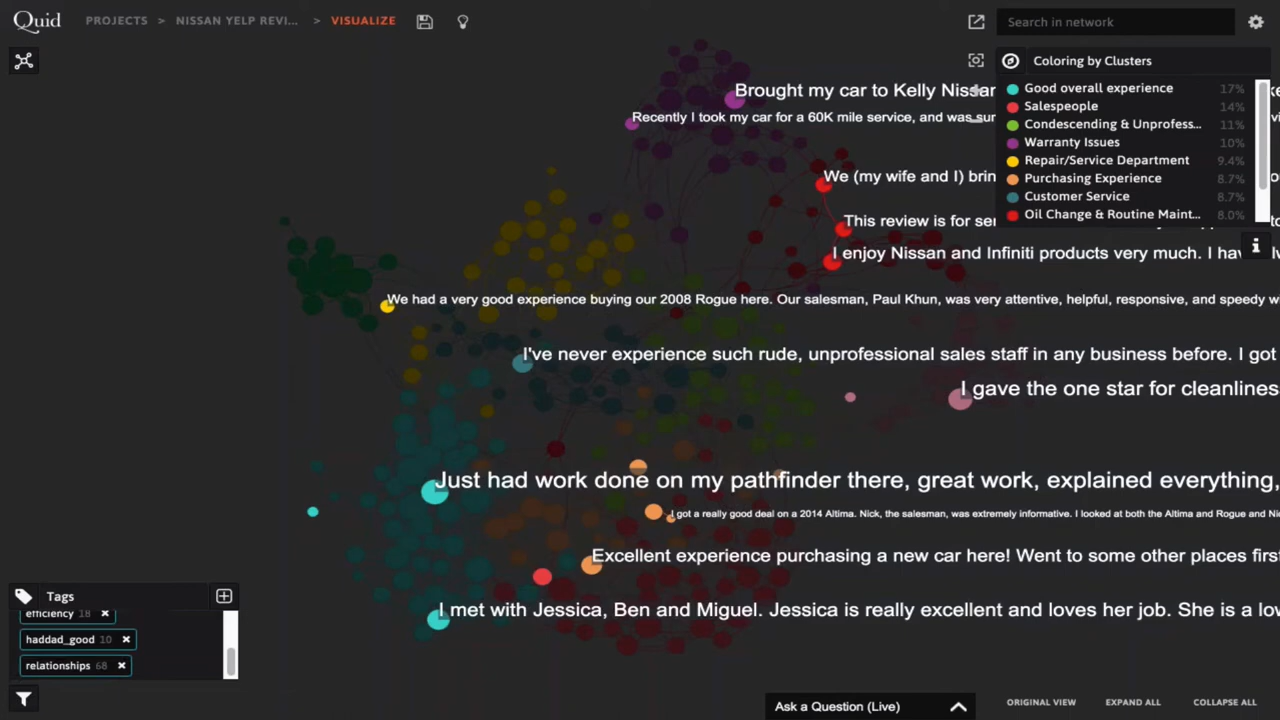 Quid PROJECTS > NISSAN YELP REVI... > VISUALIZE
Search in network
Coloring by Clusters
Good overall experience 17%
Salespeople 14%
Condescending & Unprofess... 11%
Warranty Issues 10%
Repair/Service Department 9.4%
Purchasing Experience 8.7%
Customer Service 8.7%
Oil Change & Routine Maint... 8.0%
Brought my car to Kelly Nissan
Recently I took my car for a 60K mile service, and was
We (my wife and I)
This review is for
I enjoy Nissan and Infiniti products very much. I
We had a very good experience buying our 2008 Rogue here. Our salesman, Paul Khun, was very attentive, helpful, responsive, and speedy
I've never experience such rude, unprofessional sales staff in any business before. I got
I gave the one star for
Just had work done on my pathfinder there, great work, explained everything,
I got a really good deal on a 2014 Altima. Nick, the salesman, was extremely informative. I looked at both the Altima and Rogue and
Excellent experience purchasing a new car here! Went to some other places first
I met with Jessica, Ben and Miguel. Jessica is really excellent and loves her job. She is a
Tags
efficiency 18
haddad_good 10
relationships 68
Ask a Question (Live)
ORIGINAL VIEW EXPAND ALL COLLAPSE ALL